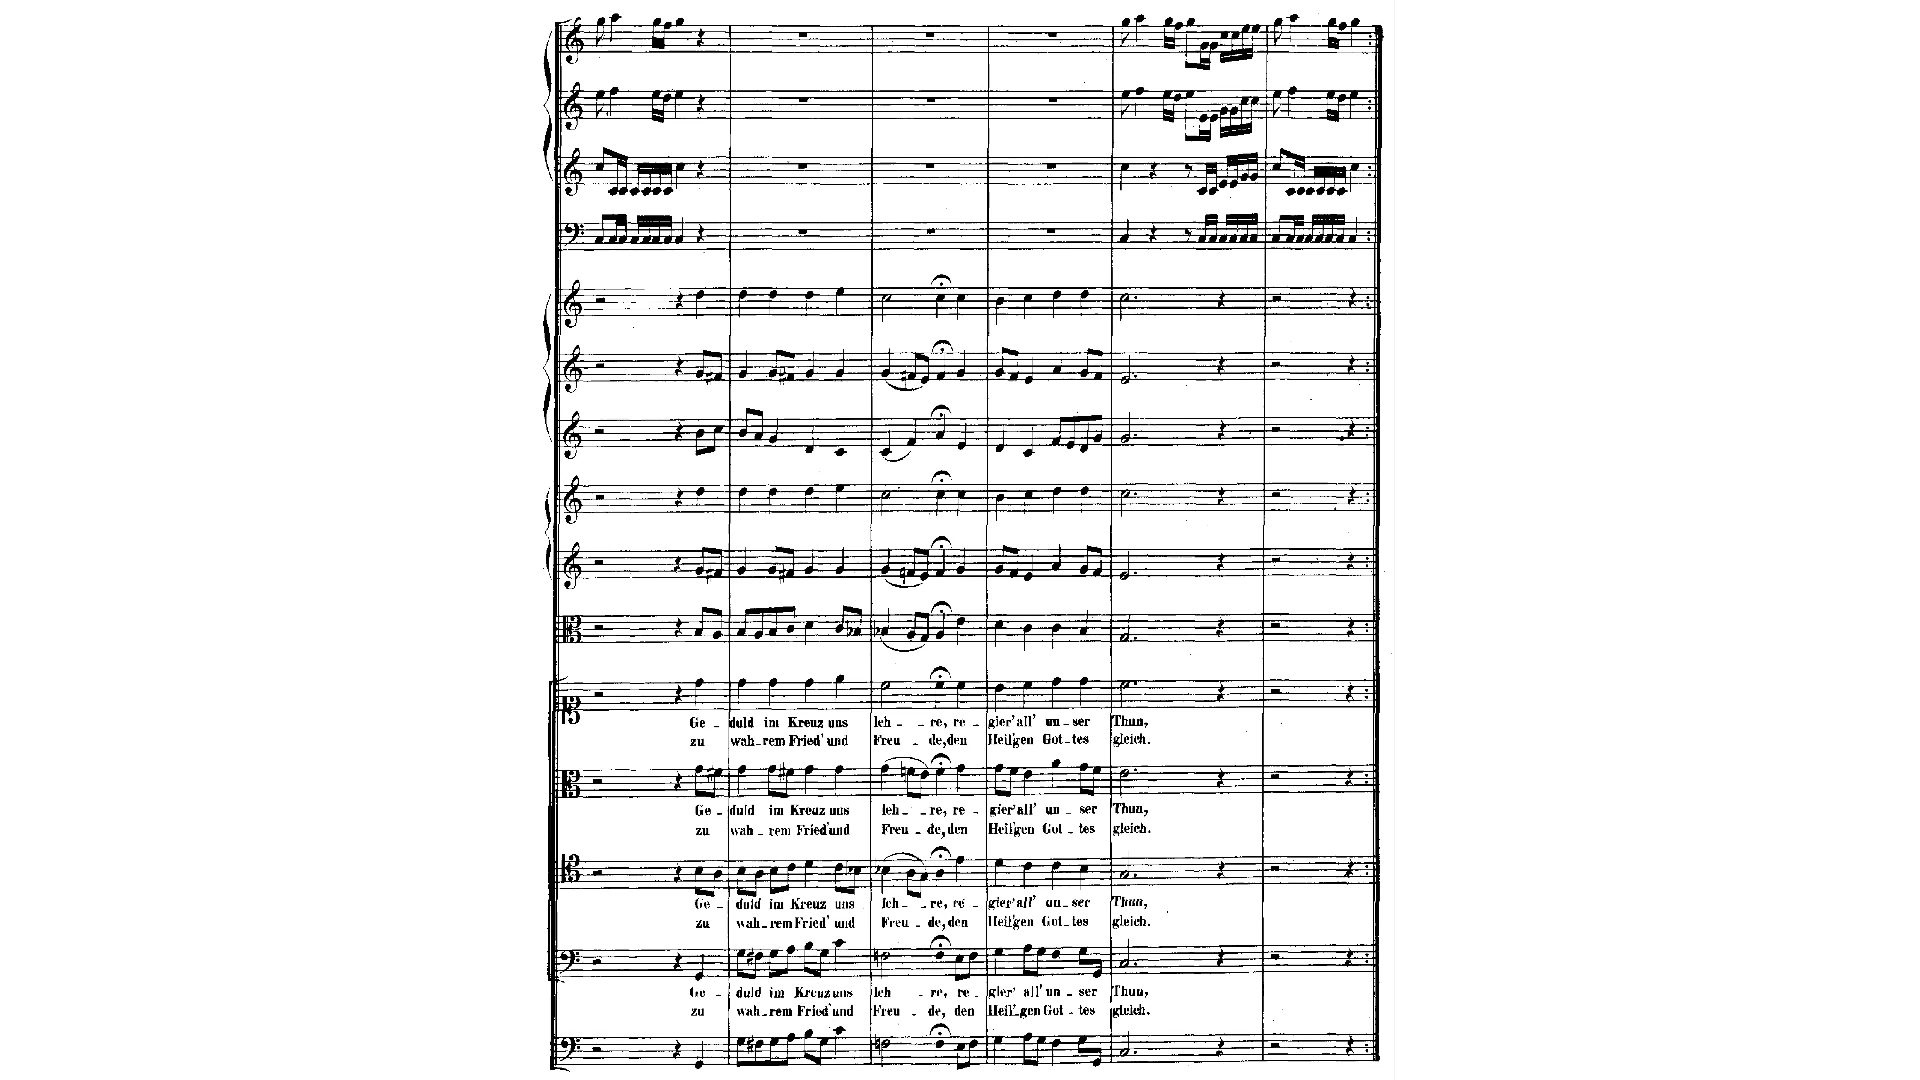 Ge - duld im Kreuz uns leh - - re, re - gier' all' un - ser Thun,
zu wah - rem Fried' und Freu - de, den Heil'gen Got - tes gleich.
Ge - duld im Kreuz uns leh - - re, re - gier' all' un - ser Thun,
zu wah - rem Fried' und Freu - de, den Heil'gen Got - tes gleich.
Ge - duld im Kreuz uns leh - - re, re - gier' all' un - ser Thun,
zu wah - rem Fried' und Freu - de, den Heil'gen Got - tes gleich.
Ge - duld im Kreuz uns leh - re, re - gier' all' un - ser Thun,
zu wah - rem Fried' und Freu - de, den Heil' - gen Got - tes gleich.